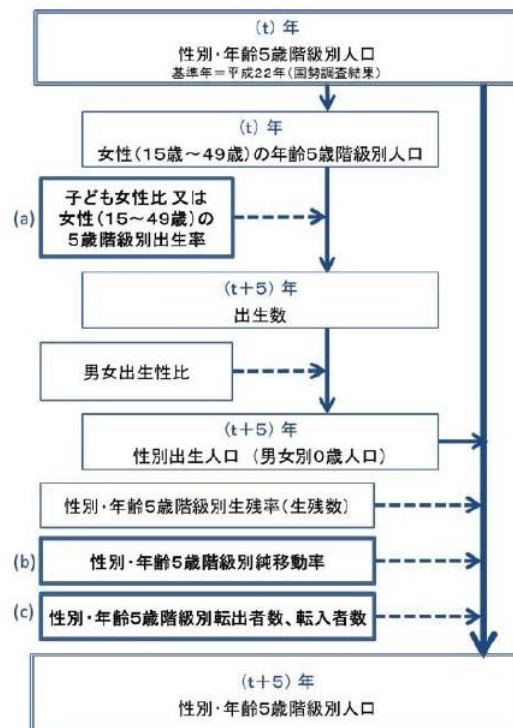 (t) 年
性別・年齢5歳階級別人口
基準年＝平成22年(国勢調査結果)
(t) 年
女性(15歳～49歳)の年齢5歳階級別人口
(a)
子ども女性比 又は
女性(15～49歳)の
5歳階級別出生率
(t+5) 年
出生数
男女出生性比
(t+5) 年
性別出生人口 (男女別0歳人口)
性別・年齢5歳階級別生残率(生残数)
(b) 性別・年齢5歳階級別純移動率
(c) 性別・年齢5歳階級別転出者数、転入者数
(t+5) 年
性別・年齢5歳階級別人口